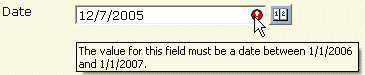 Date 12/7/2005
The value for this field must be a date between 1/1/2006
and 1/1/2007.